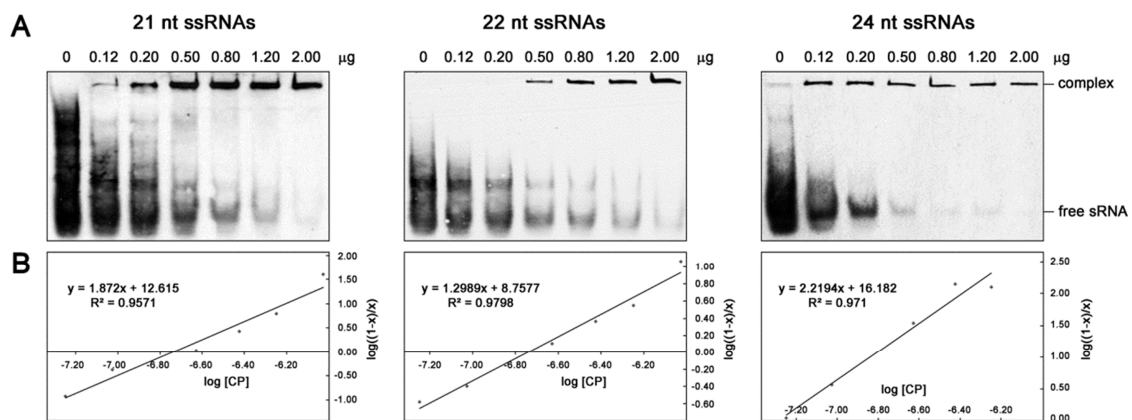 A
21 nt ssRNAs
22 nt ssRNAs
24 nt ssRNAs
0 0.12 0.20 0.50 0.80 1.20 2.00 μg
0 0.12 0.20 0.50 0.80 1.20 2.00 μg
0 0.12 0.20 0.50 0.80 1.20 2.00 μg
complex
free sRNA
B
y = 1.872x + 12.615
R² = 0.9571
2.00
1.50
1.00
0.50
0.00
-0.50
-1.00
-7.20 -7.00 -6.80 -6.60 -6.40 -6.20
log [CP]
log((1-x)/x)
y = 1.2989x + 8.7577
R² = 0.9798
1.00
0.80
0.60
0.40
0.20
0.00
-0.20
-0.40
-0.60
-7.20 -7.00 -6.80 -6.60 -6.40 -6.20
log [CP]
log((1-x)/x)
y = 2.2194x + 16.182
R² = 0.971
2.50
2.00
1.50
1.00
0.50
0.00
log [CP]
-7.20 -7.00 -6.80 -6.60 -6.40 -6.20
log((1-x)/x)